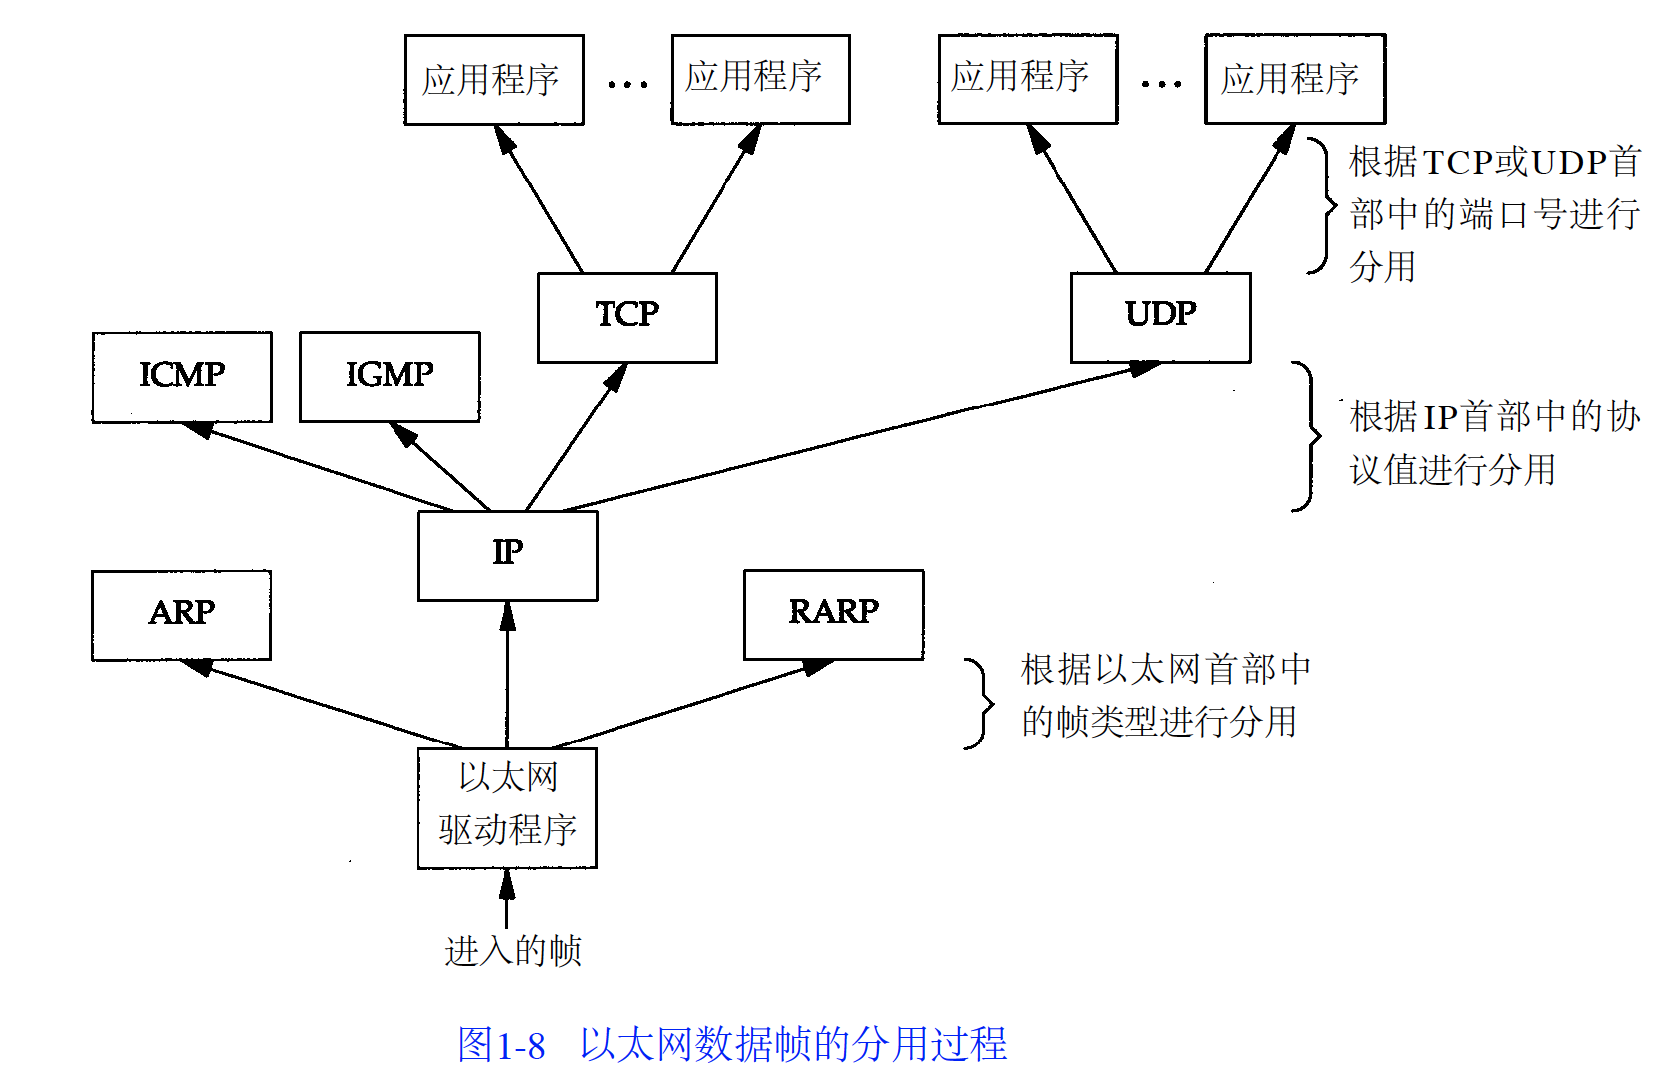 应用程序 … 应用程序 应用程序 … 应用程序
根据TCP或UDP首
部中的端口号进行
分用
TCP UDP
ICMP IGMP
根据IP首部中的协
议值进行分用
IP
ARP RARP
根据以太网首部中
的帧类型进行分用
以太网
驱动程序
进入的帧
图1-8 以太网数据帧的分用过程